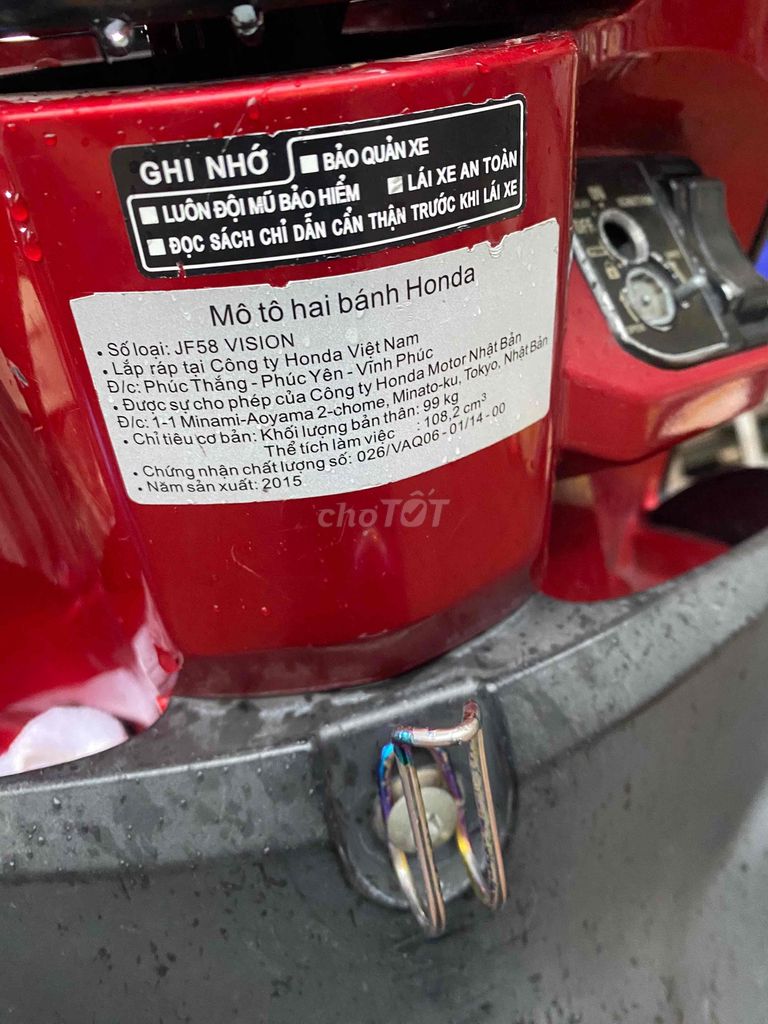 GHI NHỚ
■ BẢO QUẢN XE
■ LUÔN ĐỘI MŨ BẢO HIỂM ■ LÁI XE AN TOÀN
■ ĐỌC SÁCH CHỈ DẪN CẨN THẬN TRƯỚC KHI LÁI XE
Mô tô hai bánh Honda
• Số loại: JF58 VISION
• Lắp ráp tại Công ty Honda Việt Nam
Đ/c: Phúc Thắng - Phúc Yên - Vĩnh Phúc
• Được sự cho phép của Công ty Honda Motor Nhật Bản
Đ/c: 1-1 Minami-Aoyama 2-chome, Minato-ku, Tokyo, Nhật Bản
• Chỉ tiêu cơ bản: Khối lượng bản thân: 99 kg
Thể tích làm việc : 108,2 cm³
• Chứng nhận chất lượng số: 026/VAQ06 - 01/14 - 00
• Năm sản xuất: 2015
chợTỐT